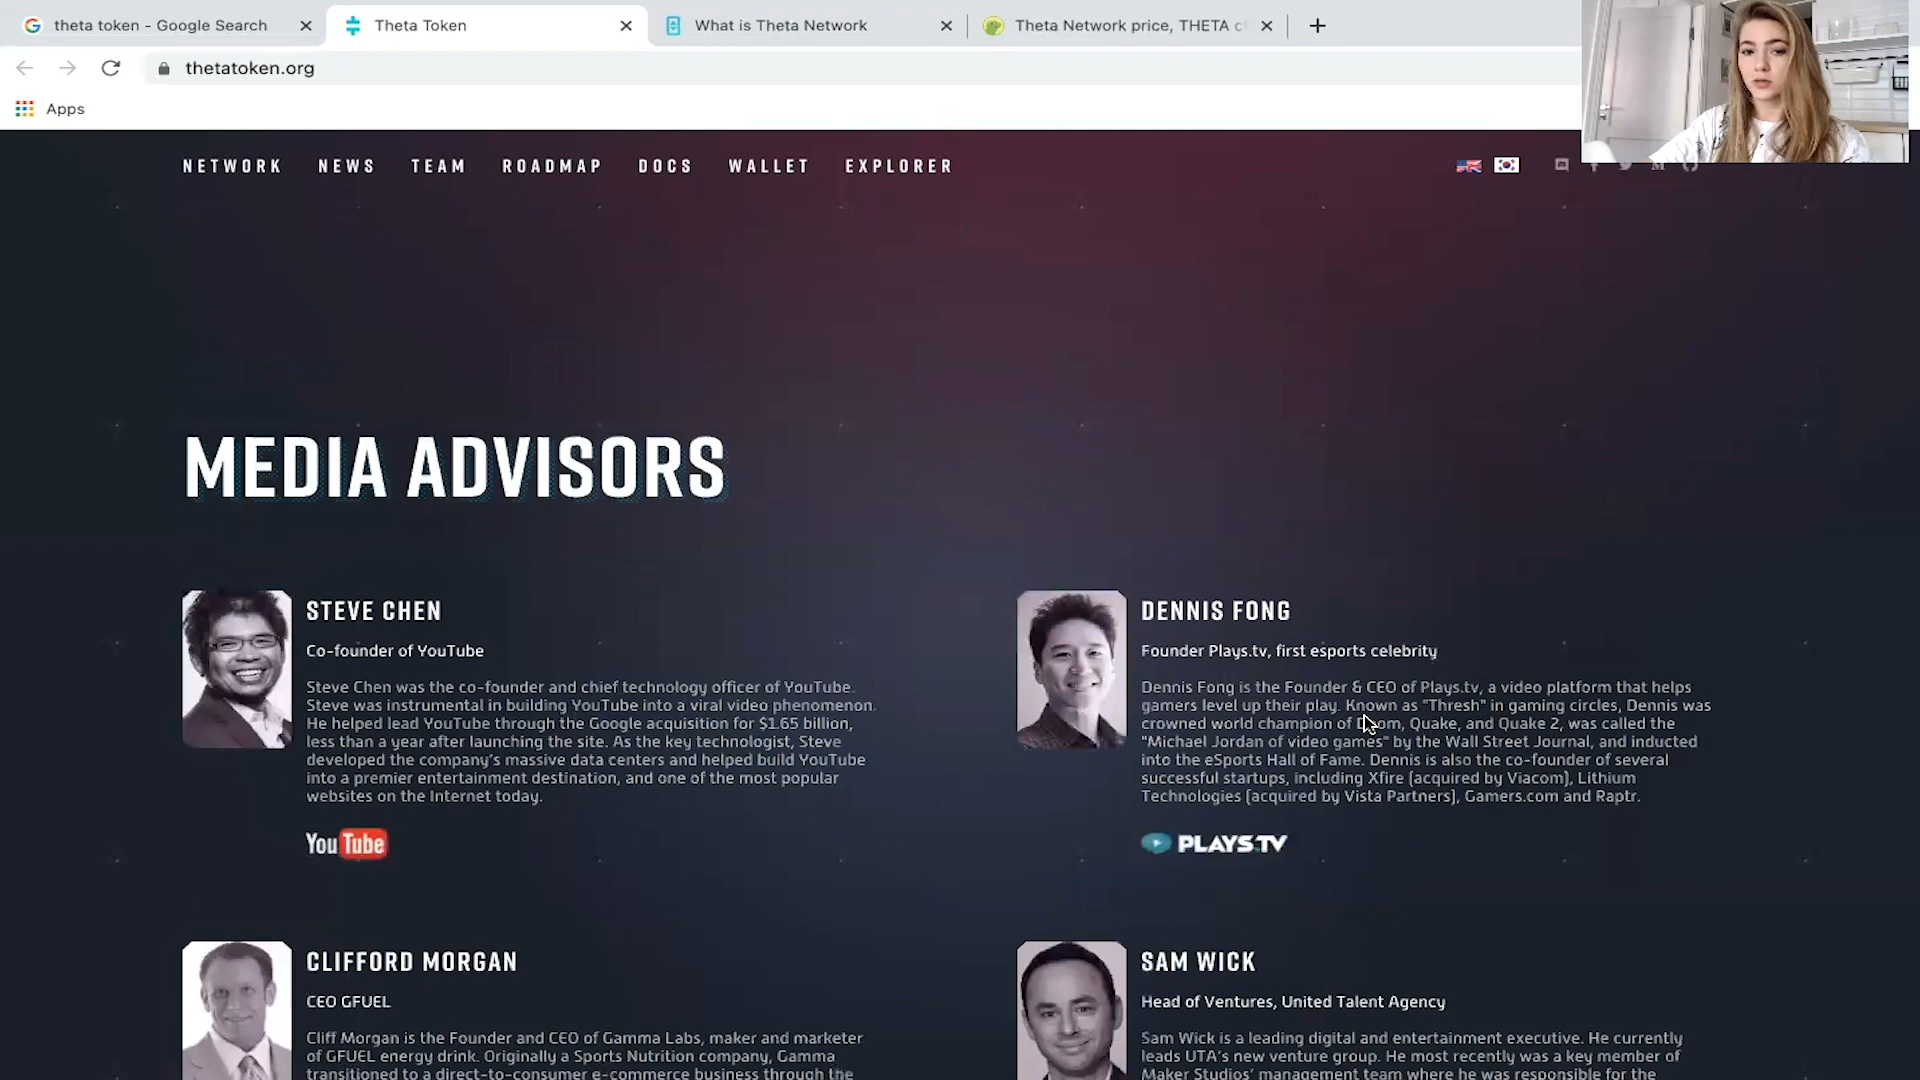 theta token - Google Search
Theta Token
What is Theta Network
Theta Network price, THETA c
thetatoken.org
Apps
NETWORK NEWS TEAM ROADMAP DOCS WALLET EXPLORER
MEDIA ADVISORS
STEVE CHEN
Co-founder of YouTube
Steve Chen was the co-founder and chief technology officer of YouTube.
Steve was instrumental in building YouTube into a viral video phenomenon.
He helped lead YouTube through the Google acquisition for $1.65 billion,
less than a year after launching the site. As the key technologist, Steve
developed the company's massive data centers and helped build YouTube
into a premier entertainment destination, and one of the most popular
websites on the Internet today.
YouTube
DENNIS FONG
Founder Plays.tv, first esports celebrity
Dennis Fong is the Founder & CEO of Plays.tv, a video platform that helps
gamers level up their play. Known as "Thresh" in gaming circles, Dennis was
crowned world champion of Doom, Quake, and Quake 2, was called the
"Michael Jordan of video games" by the Wall Street Journal, and inducted
into the eSports Hall of Fame. Dennis is also the co-founder of several
successful startups, including Xfire [acquired by Viacom], Lithium
Technologies [acquired by Vista Partners], Gamers.com and Raptr.
PLAYS.TV
CLIFFORD MORGAN
CEO GFUEL
Cliff Morgan is the Founder and CEO of Gamma Labs, maker and marketer
of GFUEL energy drink. Originally a Sports Nutrition company, Gamma
transitioned to a direct-to-consumer e-commerce business through the
SAM WICK
Head of Ventures, United Talent Agency
Sam Wick is a leading digital and entertainment executive. He currently
leads UTA's new venture group. He most recently was a key member of
Maker Studios' management team where he was responsible for the